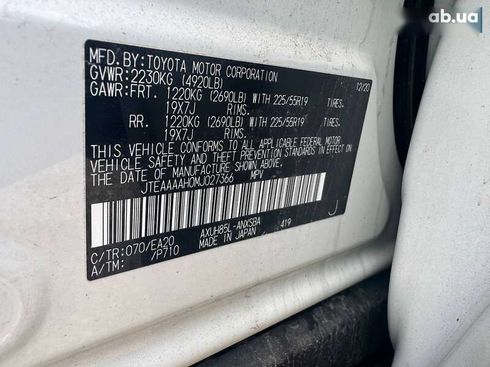 ab.ua
MFD. BY: TOYOTA MOTOR CORPORATION 12/20
GVWR: 2230KG (4920LB)
GAWR: FRT. 1220KG (2690LB) WITH 225/55R19 TIRES.
19X7J RIMS.
RR. 1220KG (2690LB) WITH 225/55R19 TIRES.
19X7J RIMS.
THIS VEHICLE CONFORMS TO ALL APPLICABLE FEDERAL MOTOR
VEHICLE SAFETY AND THEFT PREVENTION STANDARDS IN EFFECT ON
THE DATE OF MANUFACTURE SHOWN ABOVE.
JTEAAAAH0MJ027366 MPV
J
C/TR: 070/EA20 AXUH85L-ANXSBA 419
A/TM: /P710 MADE IN JAPAN